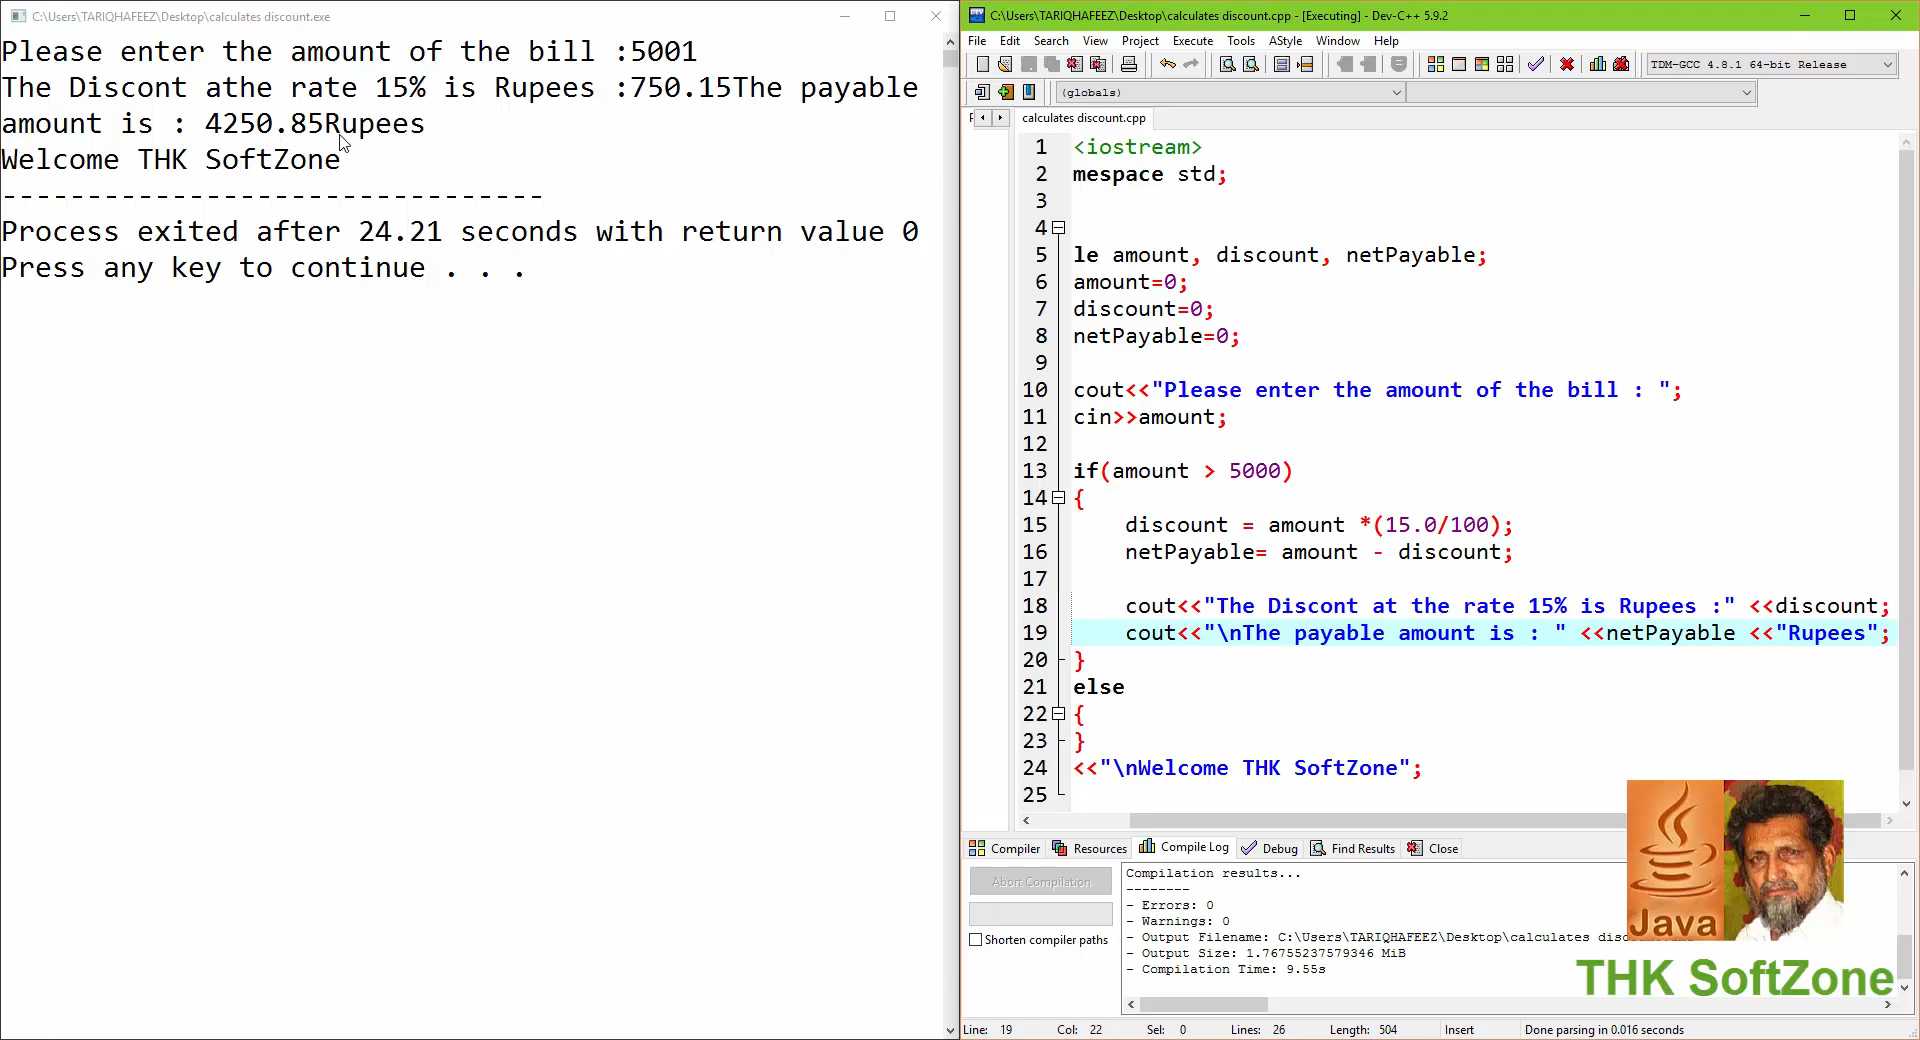 C:\Users\TARIQHAFEEZ\Desktop\calculates discount.exe
Please enter the amount of the bill :5001
The Discont athe rate 15% is Rupees :750.15The payable
amount is : 4250.85Rupees
Welcome THK SoftZone
--------------------------------
Process exited after 24.21 seconds with return value 0
Press any key to continue . . .
C:\Users\TARIQHAFEEZ\Desktop\calculates discount.cpp - [Executing] - Dev-C++ 5.9.2
File Edit Search View Project Execute Tools AStyle Window Help
TDM-GCC 4.8.1 64-bit Release
(globals)
calculates discount.cpp
1 <iostream>
2 mespace std;
3
4
5 le amount, discount, netPayable;
6 amount=0;
7 discount=0;
8 netPayable=0;
9
10 cout<<"Please enter the amount of the bill : ";
11 cin>>amount;
12
13 if(amount > 5000)
14 {
15 discount = amount *(15.0/100);
16 netPayable= amount - discount;
17
18 cout<<"The Discont at the rate 15% is Rupees :" <<discount;
19 cout<<"\nThe payable amount is : " <<netPayable <<"Rupees";
20 }
21 else
22 {
23 }
24 <<"\nWelcome THK SoftZone";
25
Compiler Resources Compile Log Debug Find Results Close
Abort Compilation
Shorten compiler paths
Compilation results...
--------
- Errors: 0
- Warnings: 0
- Output Filename: C:\Users\TARIQHAFEEZ\Desktop\calculates
- Output Size: 1.76755237579346 MiB
- Compilation Time: 9.55s
Java
THK SoftZone
Line: 19 Col: 22 Sel: 0 Lines: 26 Length: 504 Insert Done parsing in 0.016 seconds